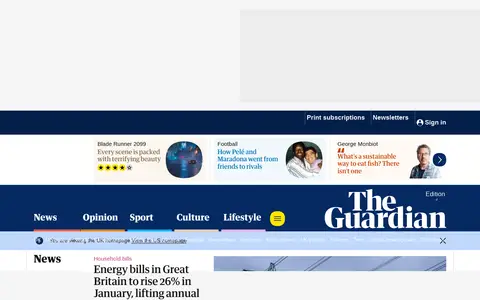 Print subscriptions
Newsletters
Sign in
Blade Runner 2099
Every scene is packed
with terrifying beauty
Football
How Pelé and
Maradona went from
friends to rivals
George Monbiot
What's a sustainable
way to eat fish? There
isn't one
The
Guardian
Edition
News
Opinion
Sport
Culture
Lifestyle
You are viewing the UK homepage View the US homepage
News
Household bills
Energy bills in Great
Britain to rise 26% in
January, lifting annual